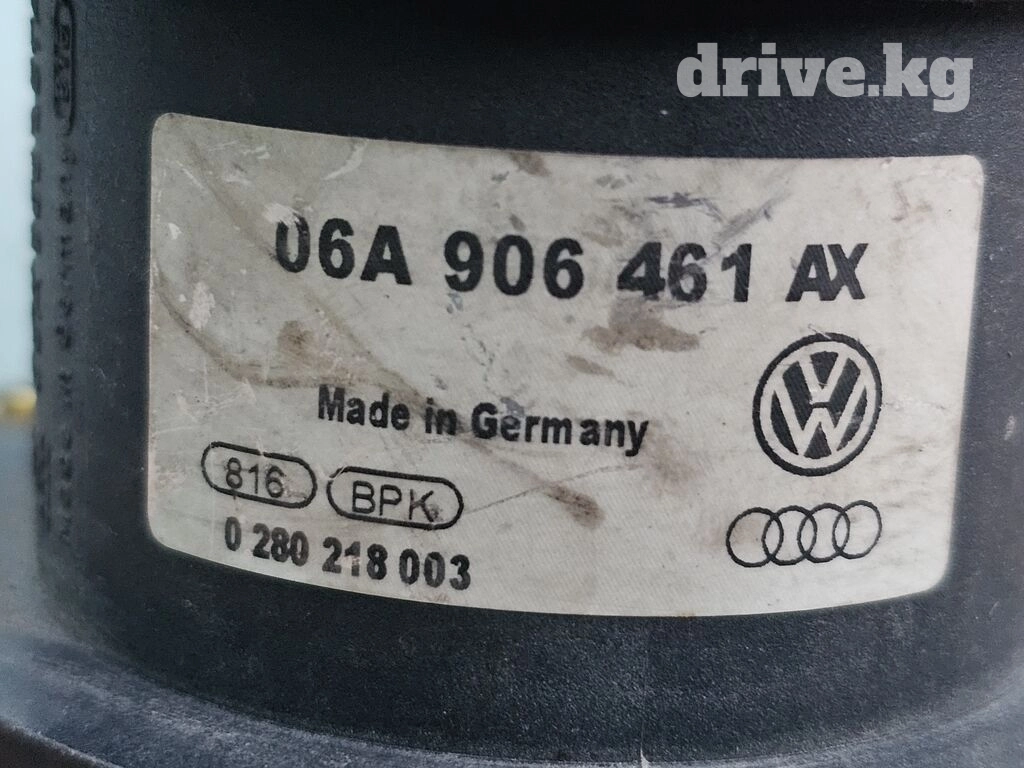 drive.kg
06A 906 461 AX
Made in Germany
816 BPK
0 280 218 003